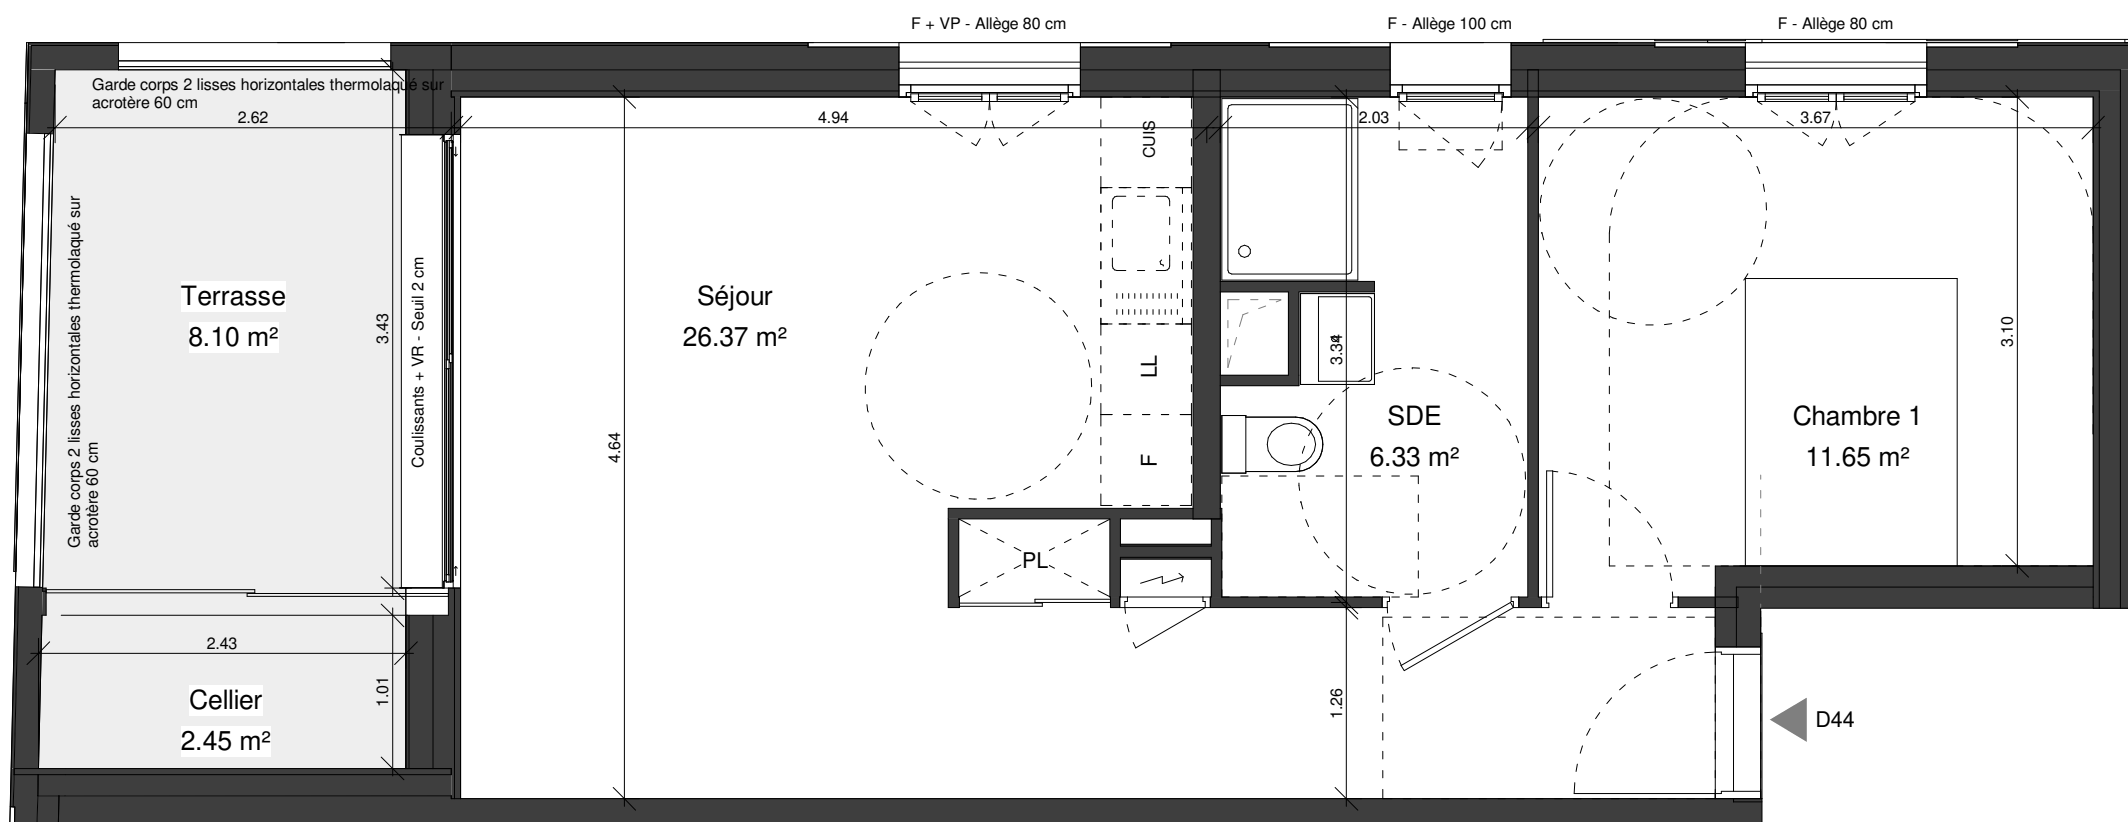 F + VP - Allège 80 cm
F - Allège 100 cm
F - Allège 80 cm
Garde corps 2 lisses horizontales thermolaqué sur
acrotère 60 cm
2.62
4.94
2.03
3.67
CUIS
Garde corps 2 lisses horizontales thermolaqué sur
acrotère 60 cm
Terrasse
8.10 m²
3.43
Coulissants + VR - Seuil 2 cm
Séjour
26.37 m²
4.64
LL
F
PL
SDE
6.33 m²
Chambre 1
11.65 m²
3.10
2.43
Cellier
2.45 m²
1.01
1.26
D44